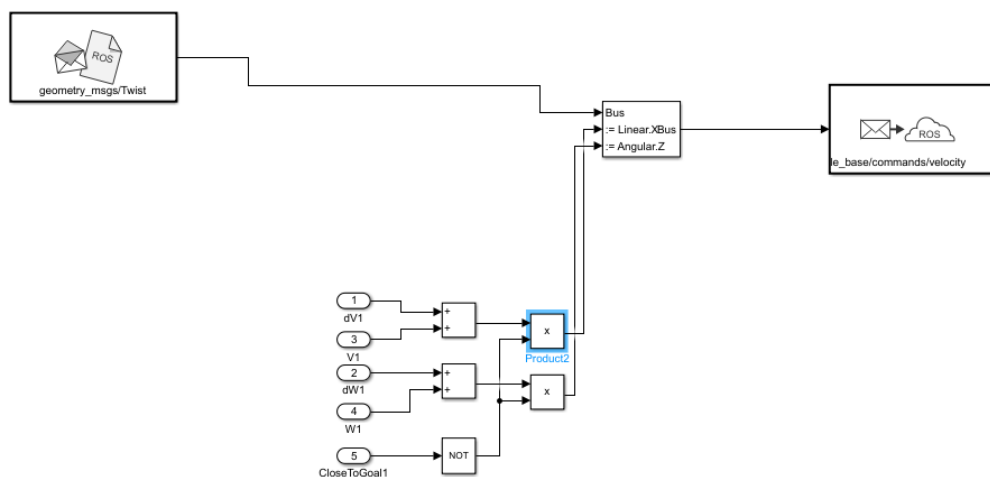 ROS
geometry_msgs/Twist
Bus
:= Linear.XBus
:= Angular.Z
ROS
le_base/commands/velocity
1
dV1
+
+
3
V1
x
Product2
2
dW1
+
+
4
W1
x
5
CloseToGoal1
NOT